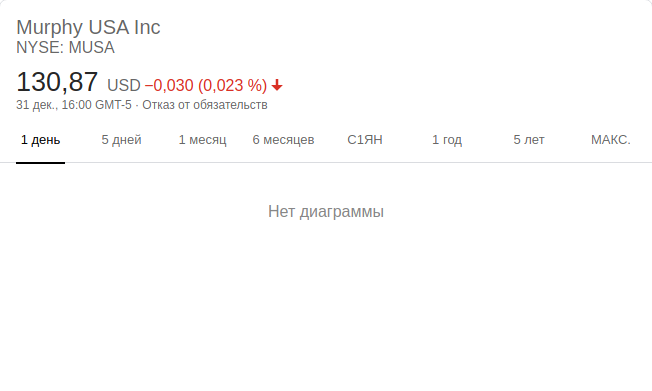 Murphy USA Inc
NYSE: MUSA
130,87 USD −0,030 (0,023 %)
31 дек., 16:00 GMT-5 · Отказ от обязательств
1 день 5 дней 1 месяц 6 месяцев С1ЯН 1 год 5 лет МАКС.
Нет диаграммы